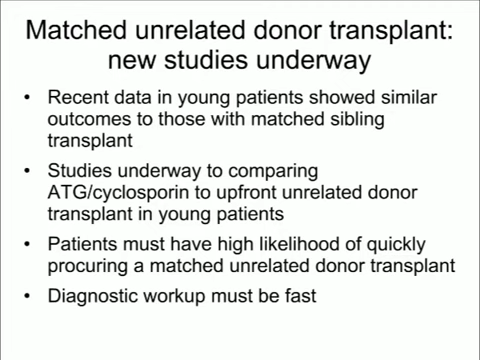 Matched unrelated donor transplant:
new studies underway
• Recent data in young patients showed similar
outcomes to those with matched sibling
transplant
• Studies underway to comparing
ATG/cyclosporin to upfront unrelated donor
transplant in young patients
• Patients must have high likelihood of quickly
procuring a matched unrelated donor transplant
• Diagnostic workup must be fast